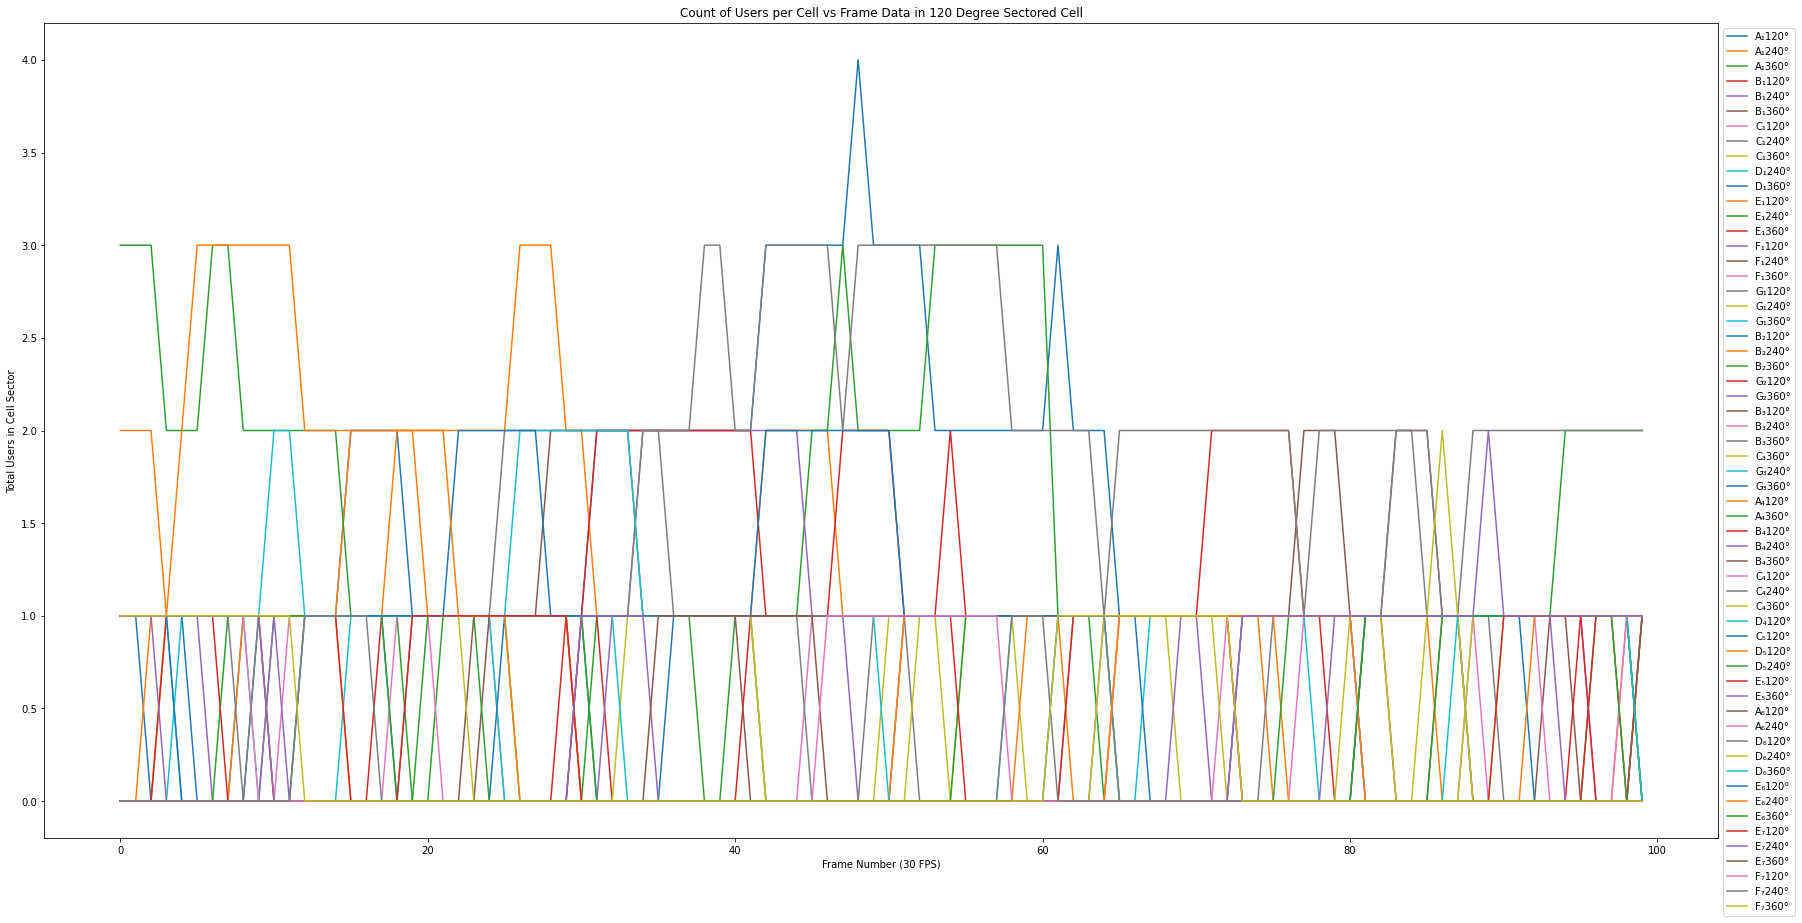 Count of Users per Cell vs Frame Data in 120 Degree Sectored Cell
Total Users in Cell Sector
4.0
3.5
3.0
2.5
2.0
1.5
1.0
0.5
0.0
0
20
40
60
80
100
Frame Number (30 FPS)
A₁120°
A₁240°
A₁360°
B₁120°
B₁240°
B₁360°
C₁120°
C₁240°
C₁360°
D₁240°
D₁360°
E₁120°
E₁240°
E₁360°
F₁120°
F₁240°
F₁360°
G₁120°
G₁240°
G₁360°
B₂120°
B₂240°
B₂360°
G₂120°
G₂360°
B₃120°
B₃240°
B₃360°
C₃360°
G₃240°
G₃360°
A₄120°
A₄360°
B₄120°
B₄240°
B₄360°
C₄120°
C₄240°
C₄360°
D₄120°
C₅120°
D₅120°
D₅240°
E₅120°
E₅360°
A₆120°
A₆240°
D₆120°
D₆240°
D₆360°
E₆120°
E₆240°
E₆360°
E₇120°
E₇240°
E₇360°
F₇120°
F₇240°
F₇360°